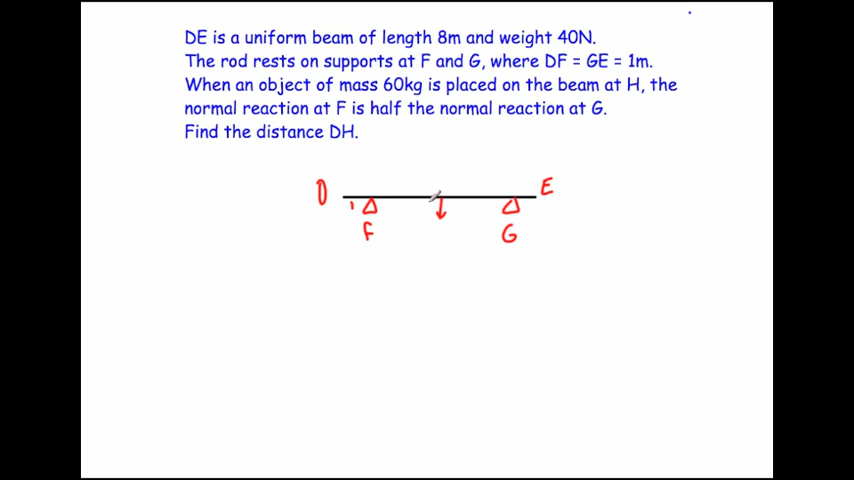 DE is a uniform beam of length 8m and weight 40N.
The rod rests on supports at F and G, where DF = GE = 1m.
When an object of mass 60kg is placed on the beam at H, the
normal reaction at F is half the normal reaction at G.
Find the distance DH.
D E
1
F G